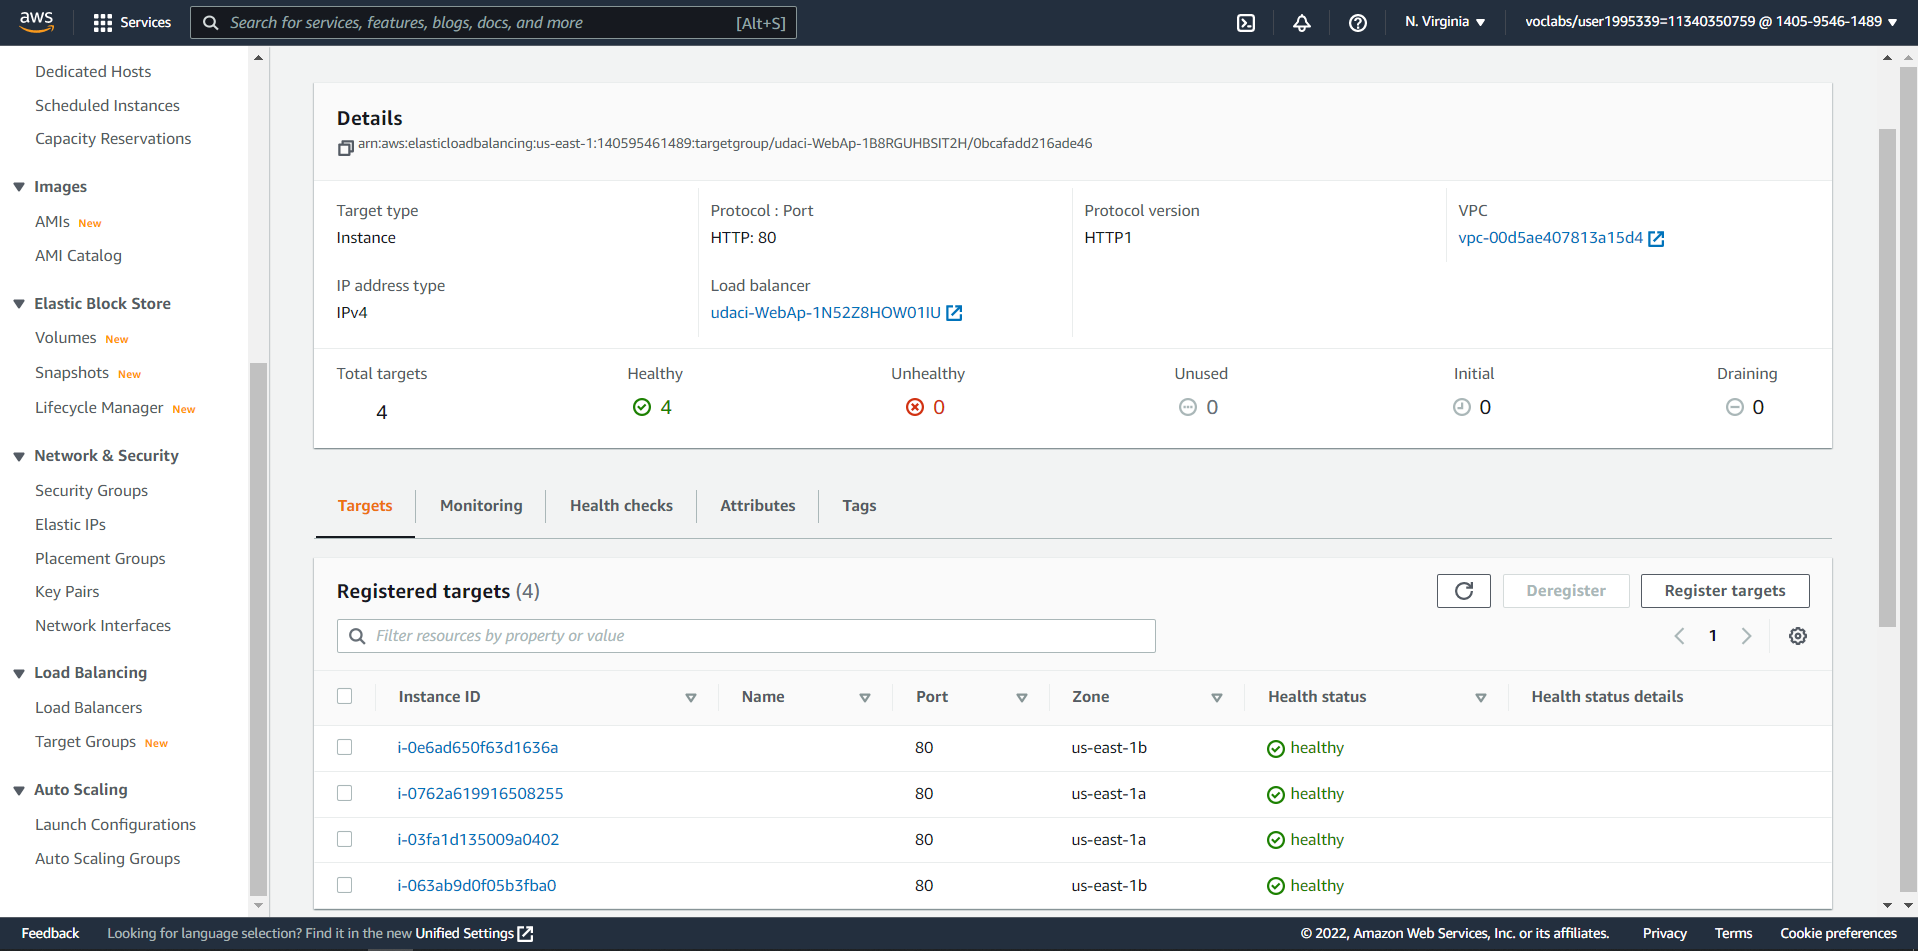 aws Services Search for services, features, blogs, docs, and more [Alt+S] N. Virginia voclabs/user1995339=11340350759 @ 1405-9546-1489
Dedicated Hosts
Scheduled Instances
Capacity Reservations
Images
AMIs New
AMI Catalog
Elastic Block Store
Volumes New
Snapshots New
Lifecycle Manager New
Network & Security
Security Groups
Elastic IPs
Placement Groups
Key Pairs
Network Interfaces
Load Balancing
Load Balancers
Target Groups New
Auto Scaling
Launch Configurations
Auto Scaling Groups
Details
arn:aws:elasticloadbalancing:us-east-1:140595461489:targetgroup/udaci-WebAp-1B8RGUHBSIT2H/0bcafadd216ade46
Target type Protocol : Port Protocol version VPC
Instance HTTP: 80 HTTP1 vpc-00d5ae407813a15d4
IP address type Load balancer
IPv4 udaci-WebAp-1N52Z8HOW01IU
Total targets Healthy Unhealthy Unused Initial Draining
4 4 0 0 0 0
Targets Monitoring Health checks Attributes Tags
Registered targets (4) Deregister Register targets
Filter resources by property or value 1
Instance ID Name Port Zone Health status Health status details
i-0e6ad650f63d1636a 80 us-east-1b healthy
i-0762a619916508255 80 us-east-1a healthy
i-03fa1d135009a0402 80 us-east-1a healthy
i-063ab9d0f05b3fba0 80 us-east-1b healthy
Feedback Looking for language selection? Find it in the new Unified Settings © 2022, Amazon Web Services, Inc. or its affiliates. Privacy Terms Cookie preferences